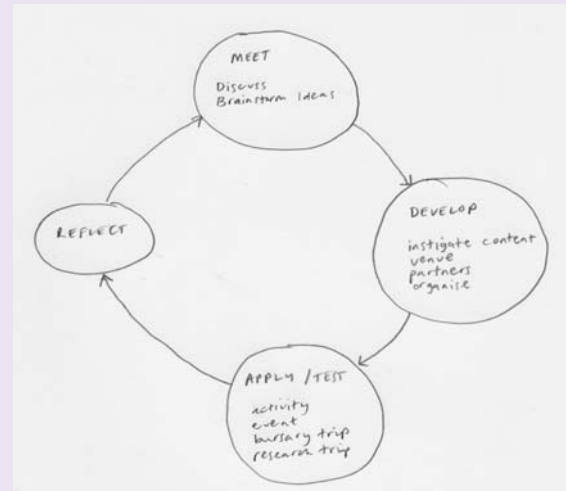 MEET
Discuss
Brainstorm Ideas
DEVELOP
instigate content
venue
partners
organise
APPLY / TEST
activity
event
bursary trip
research trip
REFLECT